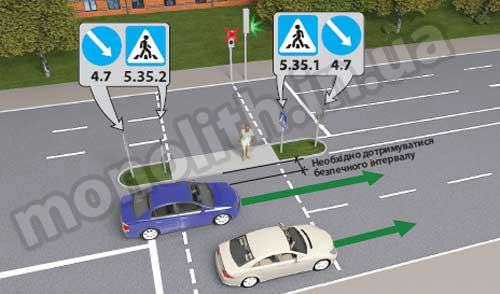 4.7 5.35.2
5.35.1 4.7
Необхідно дотримуватися
безпечного інтервалу
monolith.in.ua